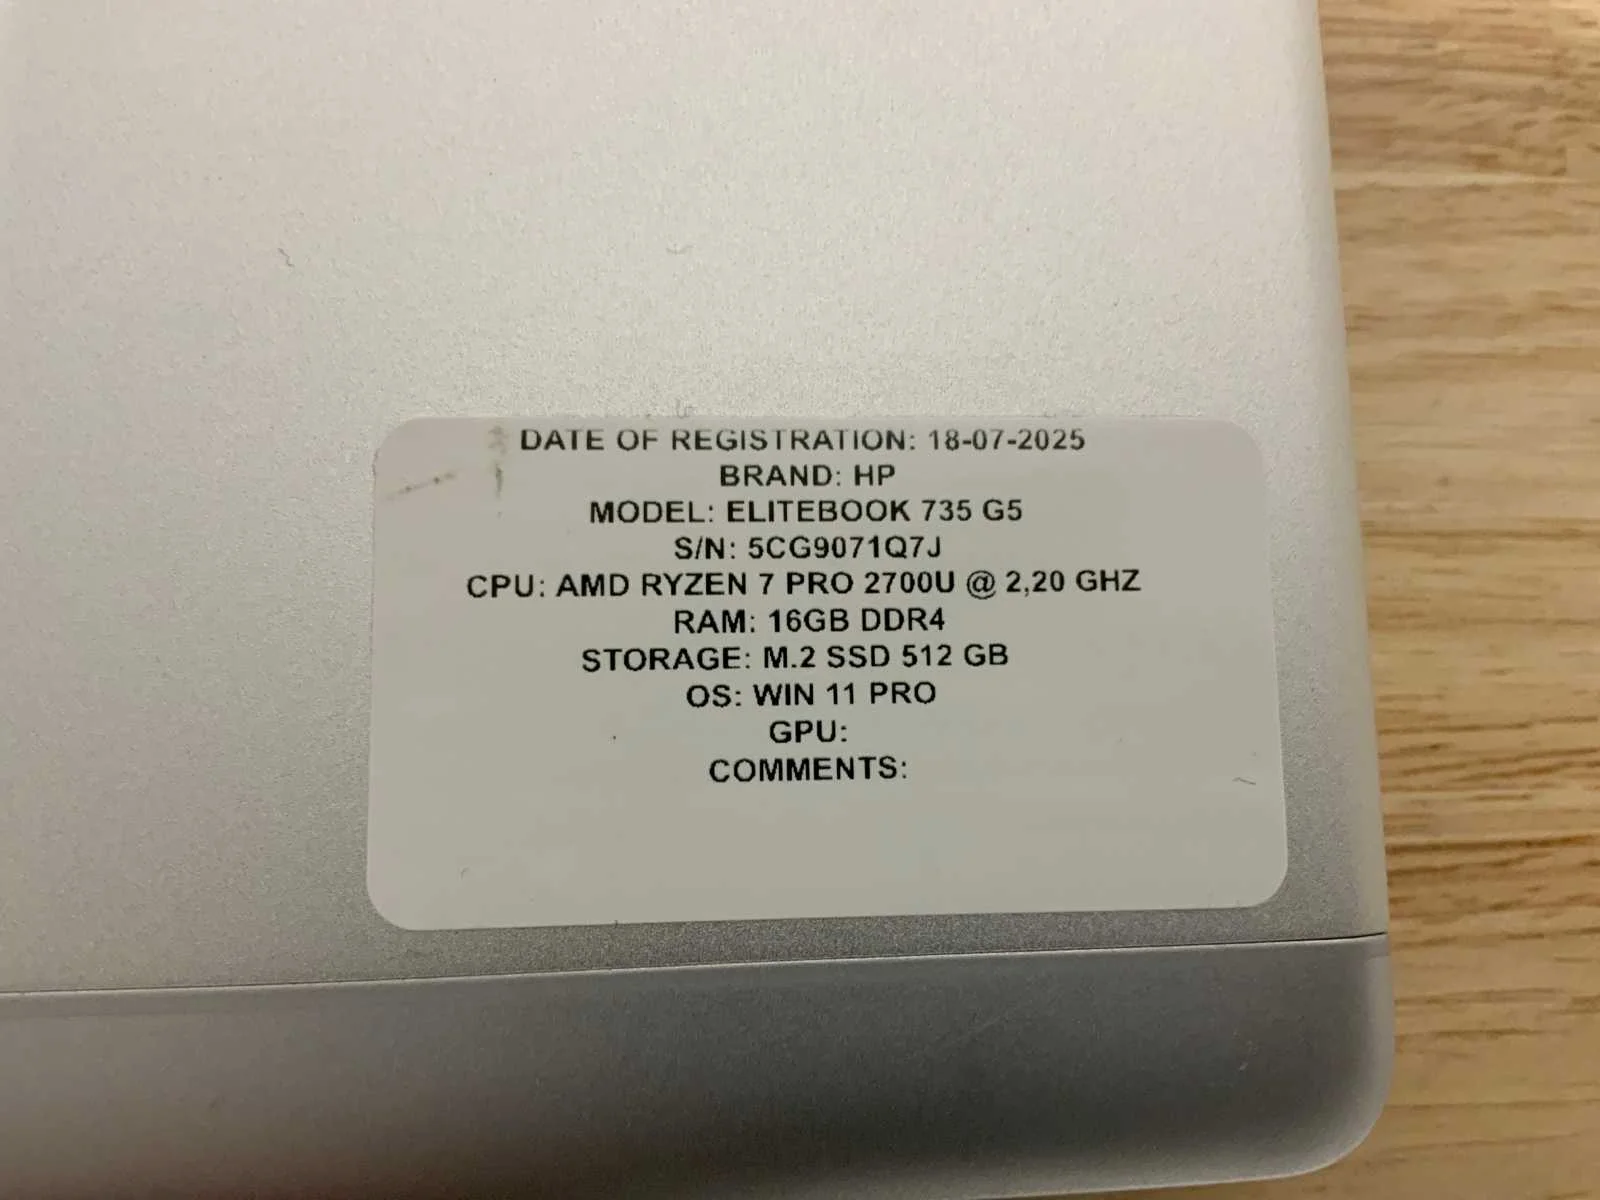 DATE OF REGISTRATION: 18-07-2025
BRAND: HP
MODEL: ELITEBOOK 735 G5
S/N: 5CG9071Q7J
CPU: AMD RYZEN 7 PRO 2700U @ 2,20 GHZ
RAM: 16GB DDR4
STORAGE: M.2 SSD 512 GB
OS: WIN 11 PRO
GPU:
COMMENTS: